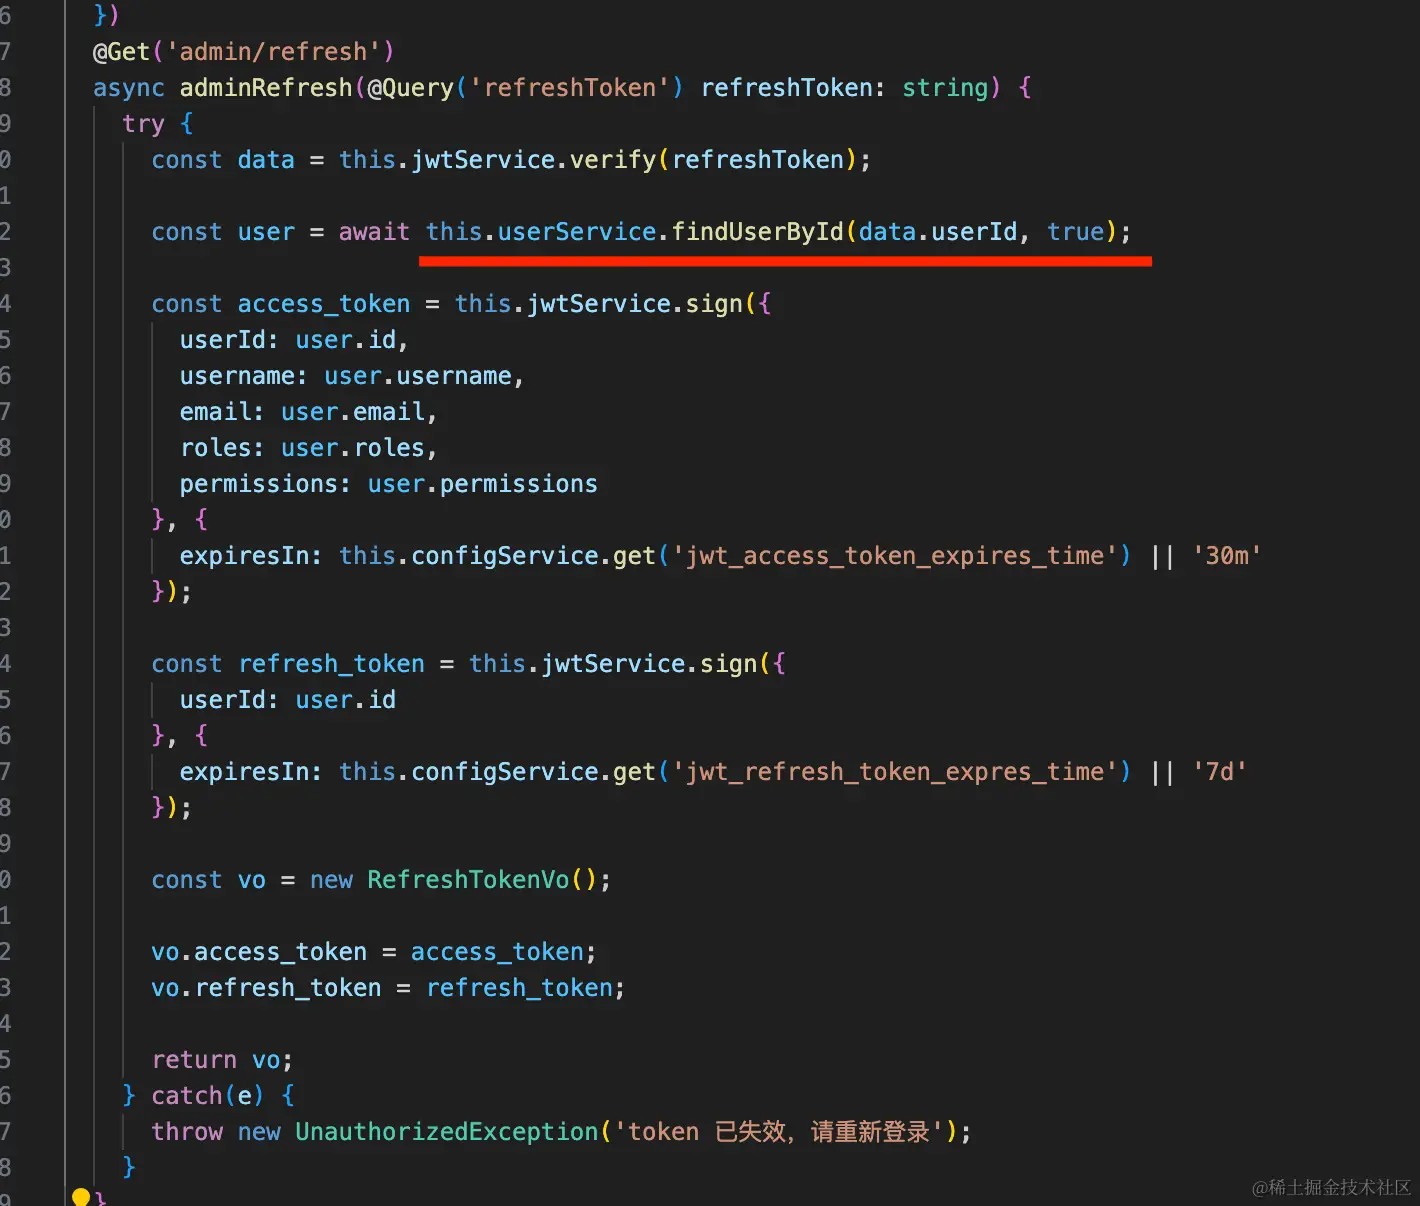 6 })
7 @Get('admin/refresh')
8 async adminRefresh(@Query('refreshToken') refreshToken: string) {
9 try {
0 const data = this.jwtService.verify(refreshToken);
1
2 const user = await this.userService.findUserById(data.userId, true);
3
4 const access_token = this.jwtService.sign({
5 userId: user.id,
6 username: user.username,
7 email: user.email,
8 roles: user.roles,
9 permissions: user.permissions
0 }, {
1 expiresIn: this.configService.get('jwt_access_token_expires_time') || '30m'
2 });
3
4 const refresh_token = this.jwtService.sign({
5 userId: user.id
6 }, {
7 expiresIn: this.configService.get('jwt_refresh_token_expres_time') || '7d'
8 });
9
0 const vo = new RefreshTokenVo();
1
2 vo.access_token = access_token;
3 vo.refresh_token = refresh_token;
4
5 return vo;
6 } catch(e) {
7 throw new UnauthorizedException('token 已失效，请重新登录');
8 }
9 }
@稀土掘金技术社区